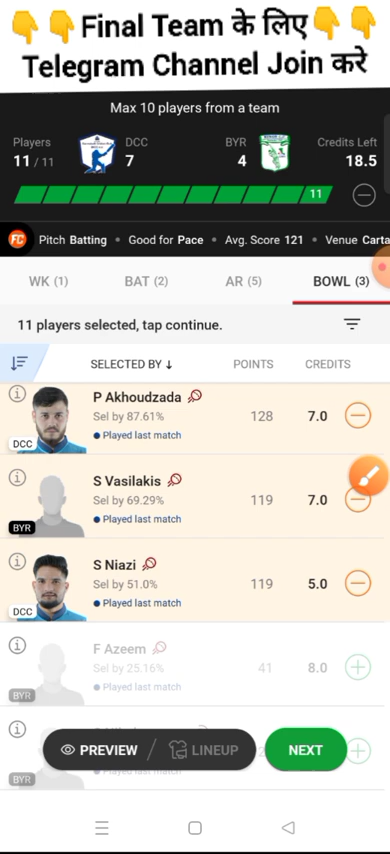 👇👇Final Team के लिए👇👇
Telegram Channel Join करे
Max 10 players from a team
Players DCC BYR Credits Left
11 / 11 7 4 18.5
11
FC Pitch Batting • Good for Pace • Avg. Score 121 • Venue Carta
WK (1) BAT (2) AR (5) BOWL (3)
11 players selected, tap continue.
SELECTED BY ↓ POINTS CREDITS
P Akhoudzada
Sel by 87.61% 128 7.0
Played last match
DCC
S Vasilakis
Sel by 69.29% 119 7.0
Played last match
BYR
S Niazi
Sel by 51.0% 119 5.0
Played last match
DCC
F Azeem
Sel by 25.16% 41 8.0
Played last match
BYR
PREVIEW / LINEUP NEXT
Played last match
BYR